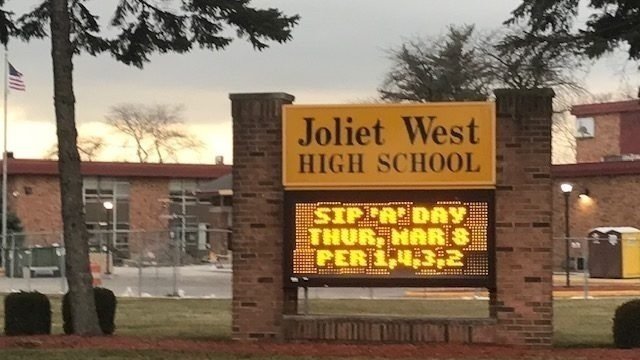 Joliet West
HIGH SCHOOL
SIP 'A' DAY
THUR, MAR 8
PER 1,4,3,2